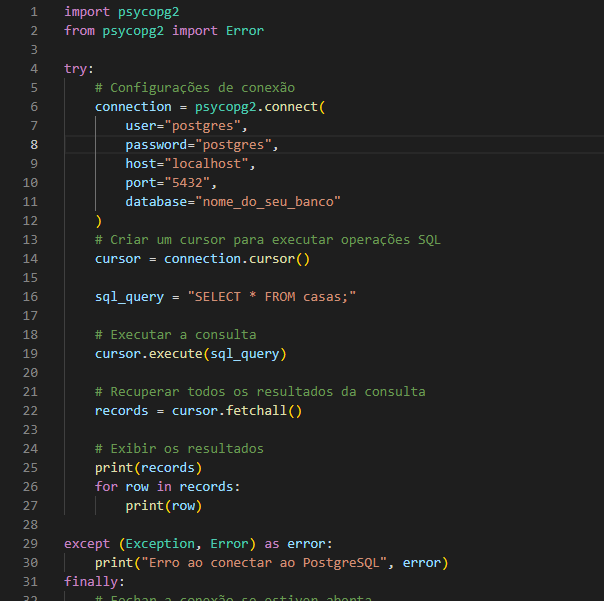 1 import psycopg2
2 from psycopg2 import Error
3
4 try:
5 # Configurações de conexão
6 connection = psycopg2.connect(
7 user="postgres",
8 password="postgres",
9 host="localhost",
10 port="5432",
11 database="nome_do_seu_banco"
12 )
13 # Criar um cursor para executar operações SQL
14 cursor = connection.cursor()
15
16 sql_query = "SELECT * FROM casas;"
17
18 # Executar a consulta
19 cursor.execute(sql_query)
20
21 # Recuperar todos os resultados da consulta
22 records = cursor.fetchall()
23
24 # Exibir os resultados
25 print(records)
26 for row in records:
27 print(row)
28
29 except (Exception, Error) as error:
30 print("Erro ao conectar ao PostgreSQL", error)
31 finally:
32 # Fechar a conexão se estiver aberta